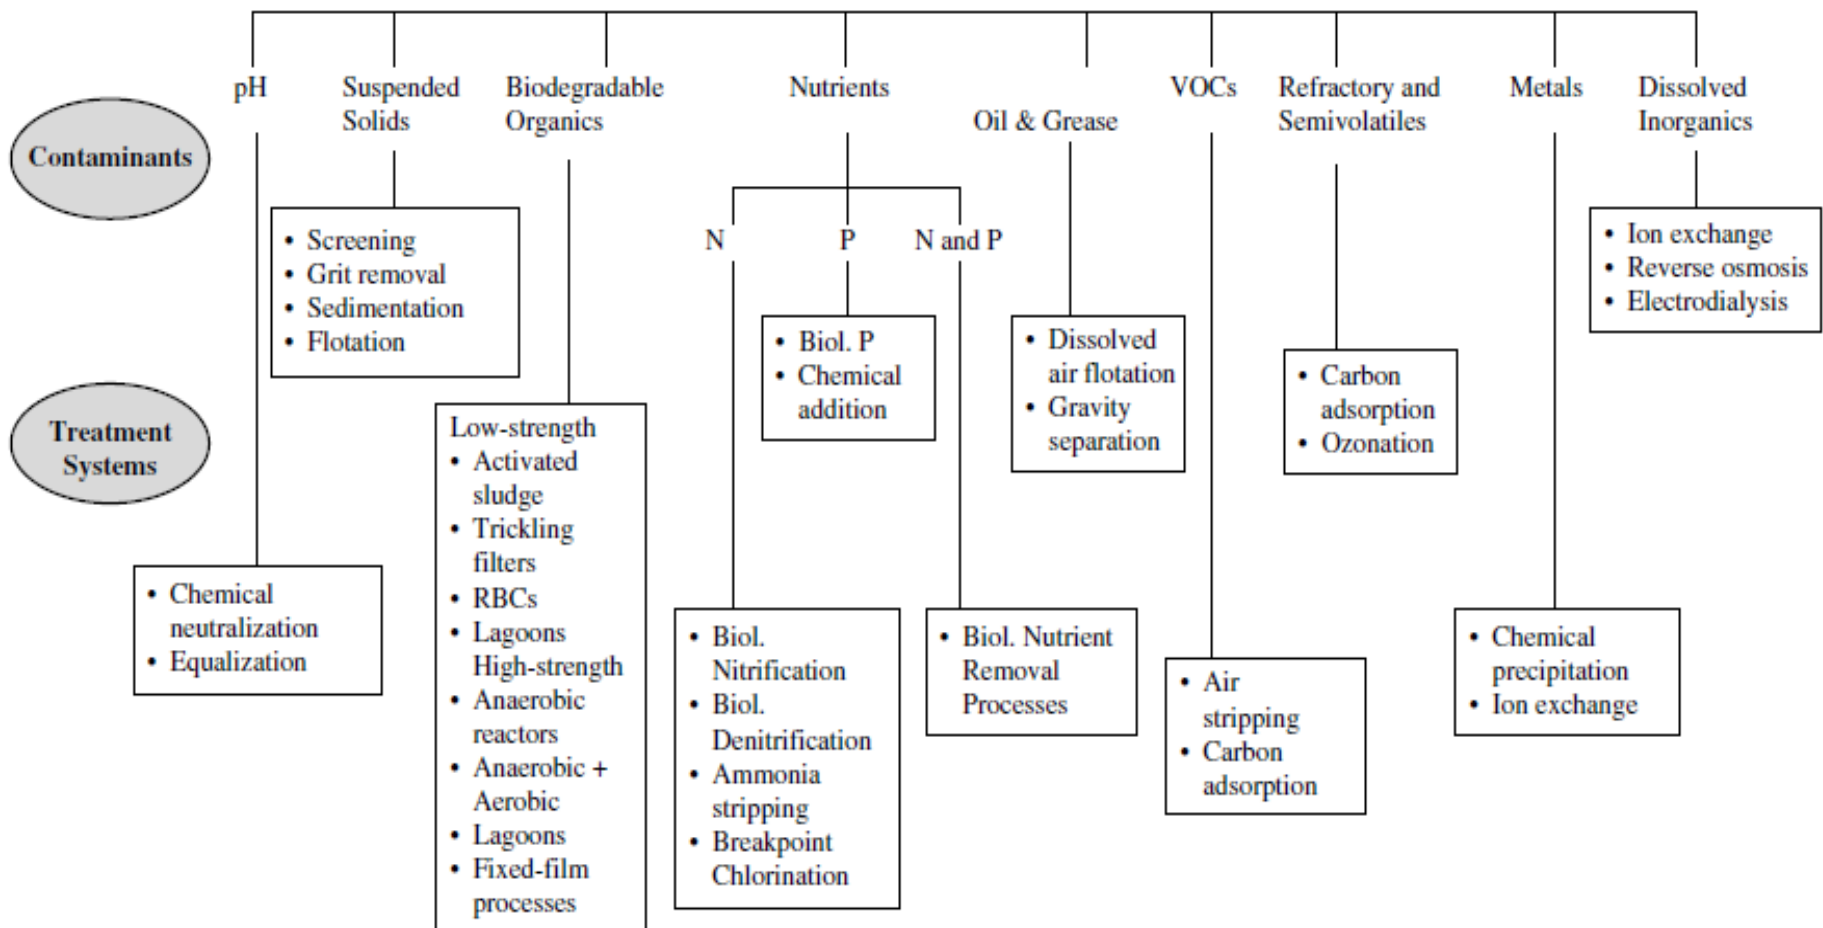 pH
Suspended
Solids
Biodegradable
Organics
Nutrients
Oil & Grease
VOCs
Refractory and
Semivolatiles
Metals
Dissolved
Inorganics
Contaminants
• Screening
• Grit removal
• Sedimentation
• Flotation
N
P
N and P
• Ion exchange
• Reverse osmosis
• Electrodialysis
• Biol. P
• Chemical
addition
• Dissolved
air flotation
• Gravity
separation
• Carbon
adsorption
• Ozonation
Treatment
Systems
Low-strength
• Activated
sludge
• Trickling
filters
• RBCs
• Lagoons
High-strength
• Anaerobic
reactors
• Anaerobic +
Aerobic
• Lagoons
• Fixed-film
processes
• Chemical
neutralization
• Equalization
• Biol.
Nitrification
• Biol.
Denitrification
• Ammonia
stripping
• Breakpoint
Chlorination
• Biol. Nutrient
Removal
Processes
• Air
stripping
• Carbon
adsorption
• Chemical
precipitation
• Ion exchange